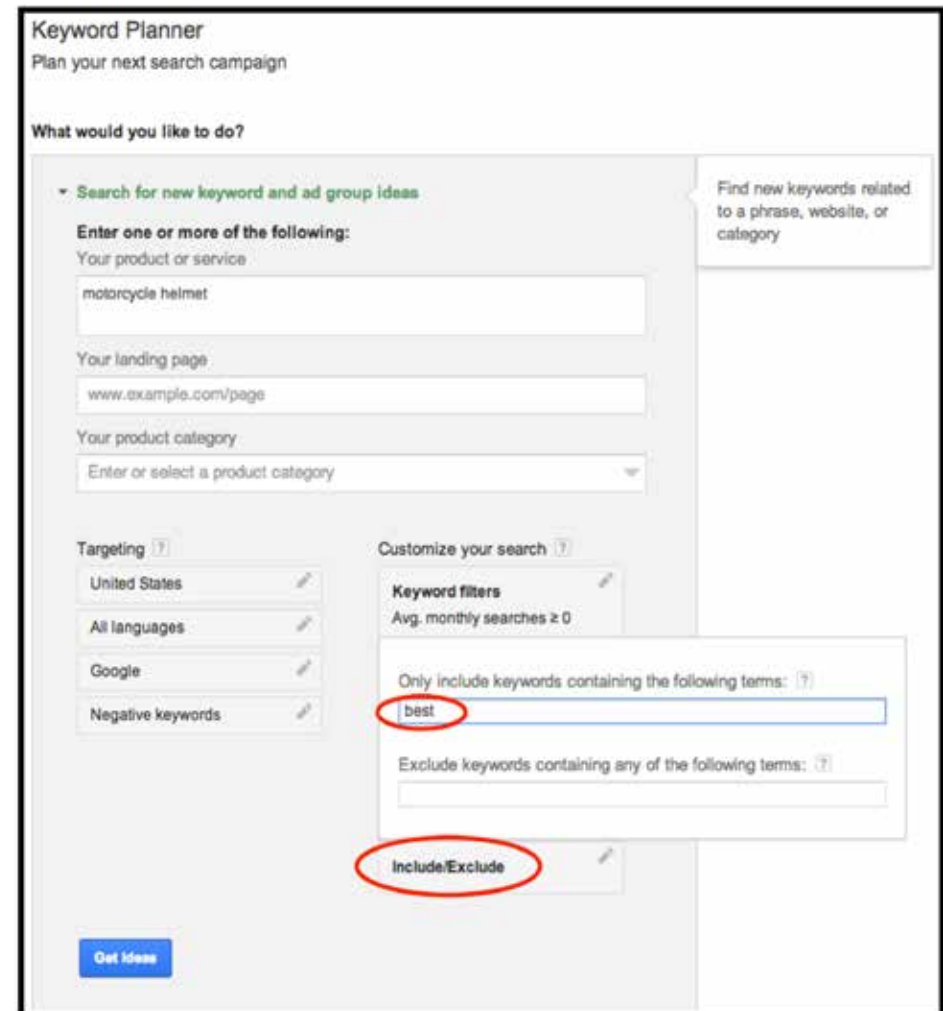 Keyword Planner
Plan your next search campaign
What would you like to do?
Search for new keyword and ad group ideas
Find new keywords related
to a phrase, website, or
category
Enter one or more of the following:
Your product or service
motorcycle helmet
Your landing page
www.example.com/page
Your product category
Enter or select a product category
Targeting ?
United States
All languages
Google
Negative keywords
Customize your search ?
Keyword filters
Avg. monthly searches ≥ 0
Only include keywords containing the following terms: ?
best
Exclude keywords containing any of the following terms: ?
Include/Exclude
Get Ideas